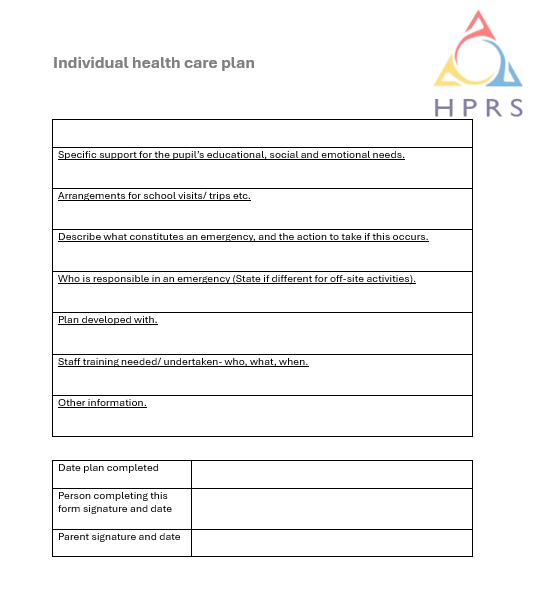 Individual health care plan
HPRS
Specific support for the pupil's educational, social and emotional needs.
Arrangements for school visits/ trips etc.
Describe what constitutes an emergency, and the action to take if this occurs.
Who is responsible in an emergency (State if different for off-site activities).
Plan developed with.
Staff training needed/ undertaken- who, what, when.
Other information.
Date plan completed
Person completing this
form signature and date
Parent signature and date